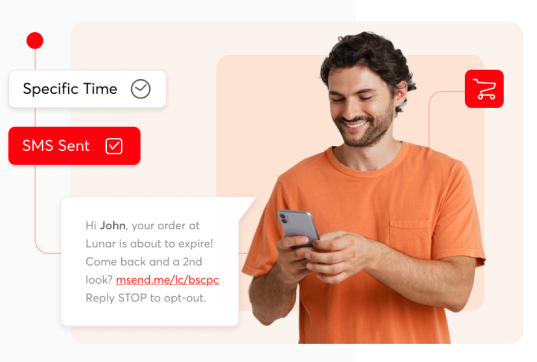 Specific Time
SMS Sent
Hi John, your order at
Lunar is about to expire!
Come back and a 2nd
look? msend.me/lc/bscpc
Reply STOP to opt-out.